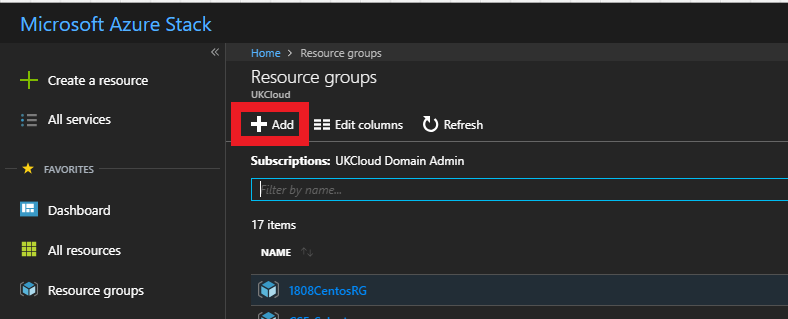 Microsoft Azure Stack
Create a resource
All services
FAVORITES
Dashboard
All resources
Resource groups
Home > Resource groups
Resource groups
UKCloud
Add Edit columns Refresh
Subscriptions: UKCloud Domain Admin
Filter by name...
17 items
NAME
1808CentosRG